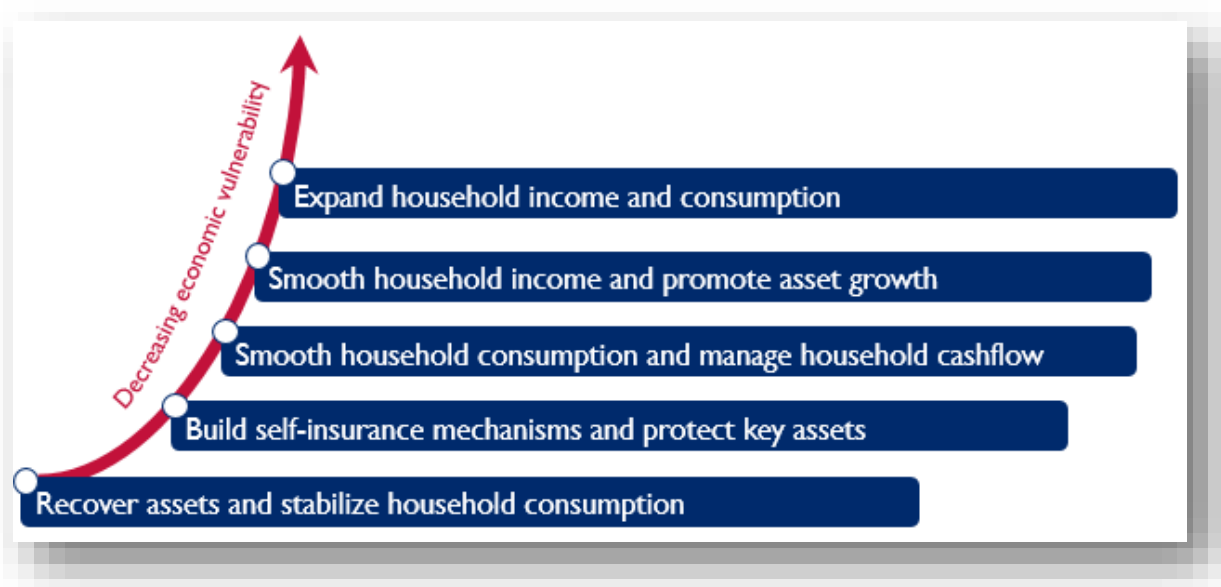 Decreasing economic vulnerability
Expand household income and consumption
Smooth household income and promote asset growth
Smooth household consumption and manage household cashflow
Build self-insurance mechanisms and protect key assets
Recover assets and stabilize household consumption